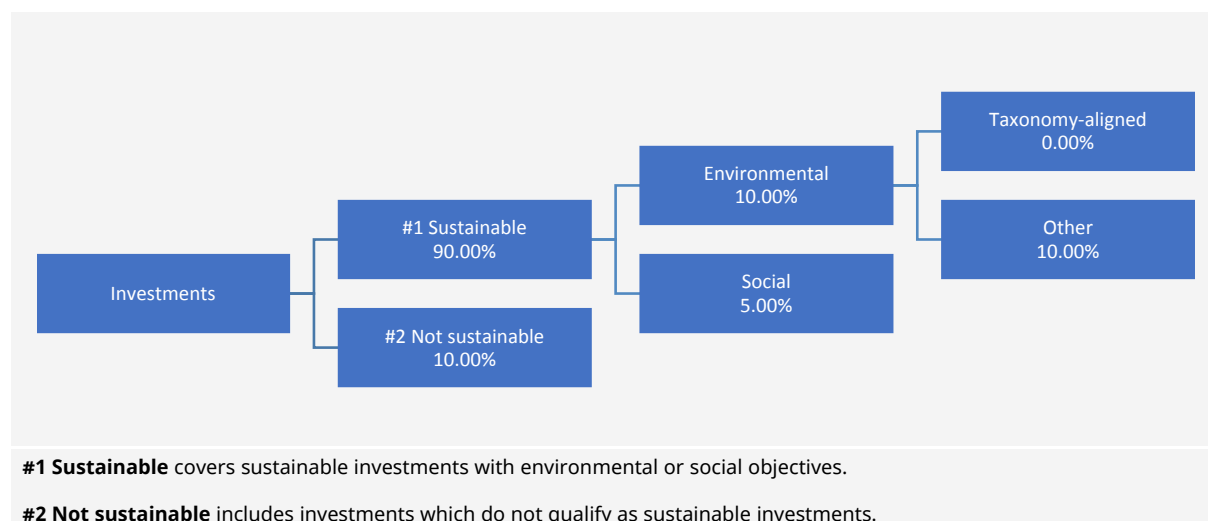 Investments
#1 Sustainable
90.00%
#2 Not sustainable
10.00%
Environmental
10.00%
Social
5.00%
Taxonomy-aligned
0.00%
Other
10.00%
#1 Sustainable covers sustainable investments with environmental or social objectives.
#2 Not sustainable includes investments which do not qualify as sustainable investments.